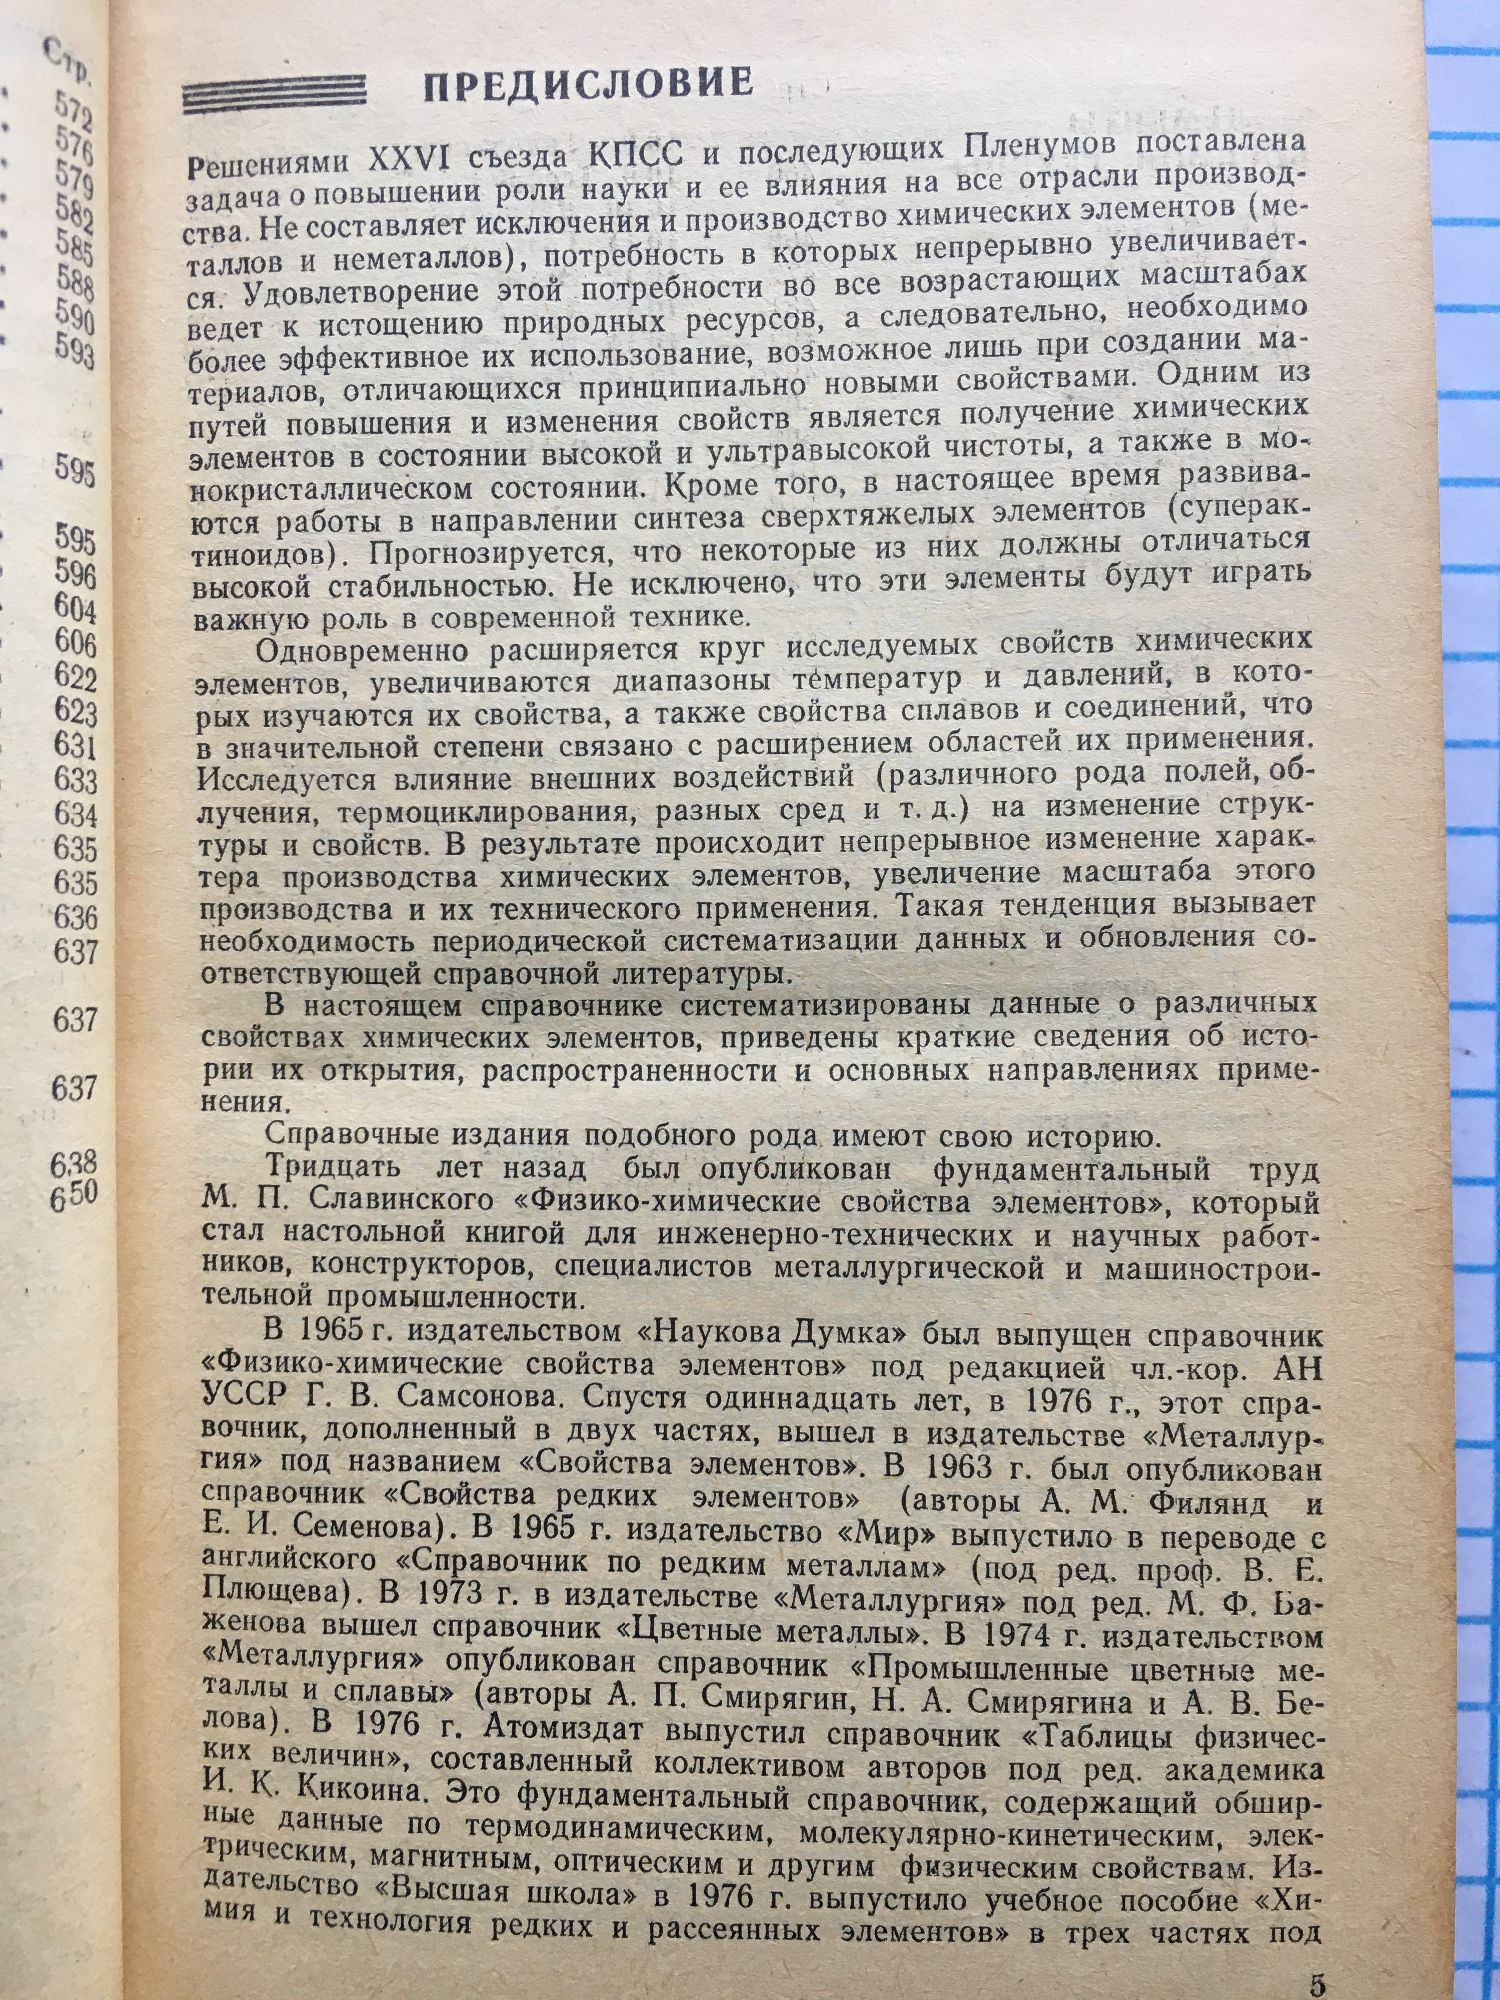 Стр.
572
576
579
582
585
588
590
593
595
595
596
604
606
622
623
631
633
634
635
635
636
637
637
637
638
650
ПРЕДИСЛОВИЕ
Решениями XXVI съезда КПСС и последующих Пленумов поставлена
задача о повышении роли науки и ее влияния на все отрасли производ-
ства. Не составляет исключения и производство химических элементов (ме-
таллов и неметаллов), потребность в которых непрерывно увеличивает-
ся. Удовлетворение этой потребности во все возрастающих масштабах
ведет к истощению природных ресурсов, а следовательно, необходимо
более эффективное их использование, возможное лишь при создании ма-
териалов, отличающихся принципиально новыми свойствами. Одним из
путей повышения и изменения свойств является получение химических
элементов в состоянии высокой и ультравысокой чистоты, а также в мо-
нокристаллическом состоянии. Кроме того, в настоящее время развива-
ются работы в направлении синтеза сверхтяжелых элементов (суперак-
тиноидов). Прогнозируется, что некоторые из них должны отличаться
высокой стабильностью. Не исключено, что эти элементы будут играть
важную роль в современной технике.
Одновременно расширяется круг исследуемых свойств химических
элементов, увеличиваются диапазоны температур и давлений, в кото-
рых изучаются их свойства, а также свойства сплавов и соединений, что
в значительной степени связано с расширением областей их применения.
Исследуется влияние внешних воздействий (различного рода полей, об-
лучения, термоциклирования, разных сред и т. д.) на изменение струк-
туры и свойств. В результате происходит непрерывное изменение харак-
тера производства химических элементов, увеличение масштаба этого
производства и их технического применения. Такая тенденция вызывает
необходимость периодической систематизации данных и обновления со-
ответствующей справочной литературы.
В настоящем справочнике систематизированы данные о различных
свойствах химических элементов, приведены краткие сведения об исто-
рии их открытия, распространенности и основных направлениях приме-
нения.
Справочные издания подобного рода имеют свою историю.
Тридцать лет назад был опубликован фундаментальный труд
М. П. Славинского «Физико-химические свойства элементов», который
стал настольной книгой для инженерно-технических и научных работ-
ников, конструкторов, специалистов металлургической и машинострои-
тельной промышленности.
В 1965 г. издательством «Наукова Думка» был выпущен справочник
«Физико-химические свойства элементов» под редакцией чл.-кор. АН
УССР Г. В. Самсонова. Спустя одиннадцать лет, в 1976 г., этот спра-
вочник, дополненный в двух частях, вышел в издательстве «Металлур-
гия» под названием «Свойства элементов». В 1963 г. был опубликован
справочник «Свойства редких элементов» (авторы А. М. Филянд и
Е. И. Семенова). В 1965 г. издательство «Мир» выпустило в переводе с
английского «Справочник по редким металлам» (под ред. проф. В. Е.
Плющева). В 1973 г. в издательстве «Металлургия» под ред. М. Ф. Ба-
женова вышел справочник «Цветные металлы». В 1974 г. издательством
«Металлургия» опубликован справочник «Промышленные цветные ме-
таллы и сплавы» (авторы А. П. Смирягин, Н. А. Смирягина и А. В. Бе-
лова). В 1976 г. Атомиздат выпустил справочник «Таблицы физичес-
ких величин», составленный коллективом авторов под ред. академика
И. К. Кикоина. Это фундаментальный справочник, содержащий обшир-
ные данные по термодинамическим, молекулярно-кинетическим, элек-
трическим, магнитным, оптическим и другим физическим свойствам. Из-
дательство «Высшая школа» в 1976 г. выпустило учебное пособие «Хи-
мия и технология редких и рассеянных элементов» в трех частях под
5